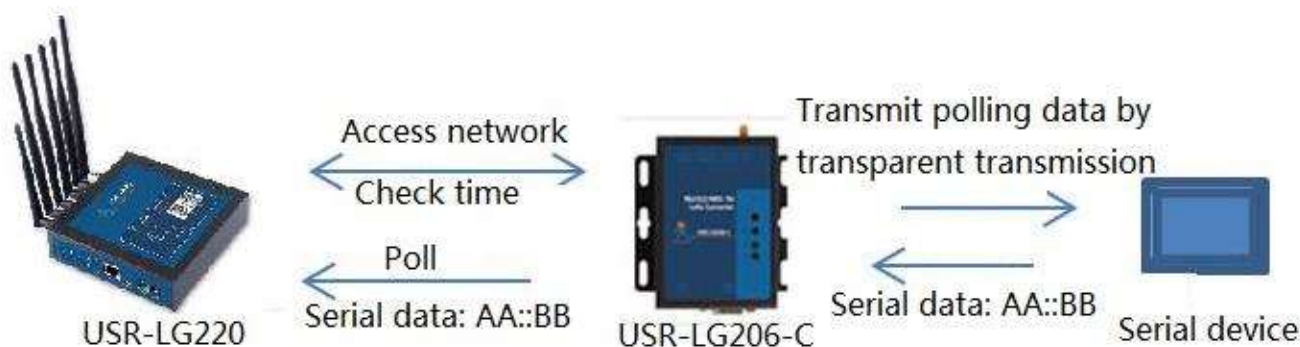 Access network
Check time
Poll
Serial data: AA::BB
USR-LG220
USR-LG206-C
Transmit polling data by
transparent transmission
Serial data: AA::BB
Serial device